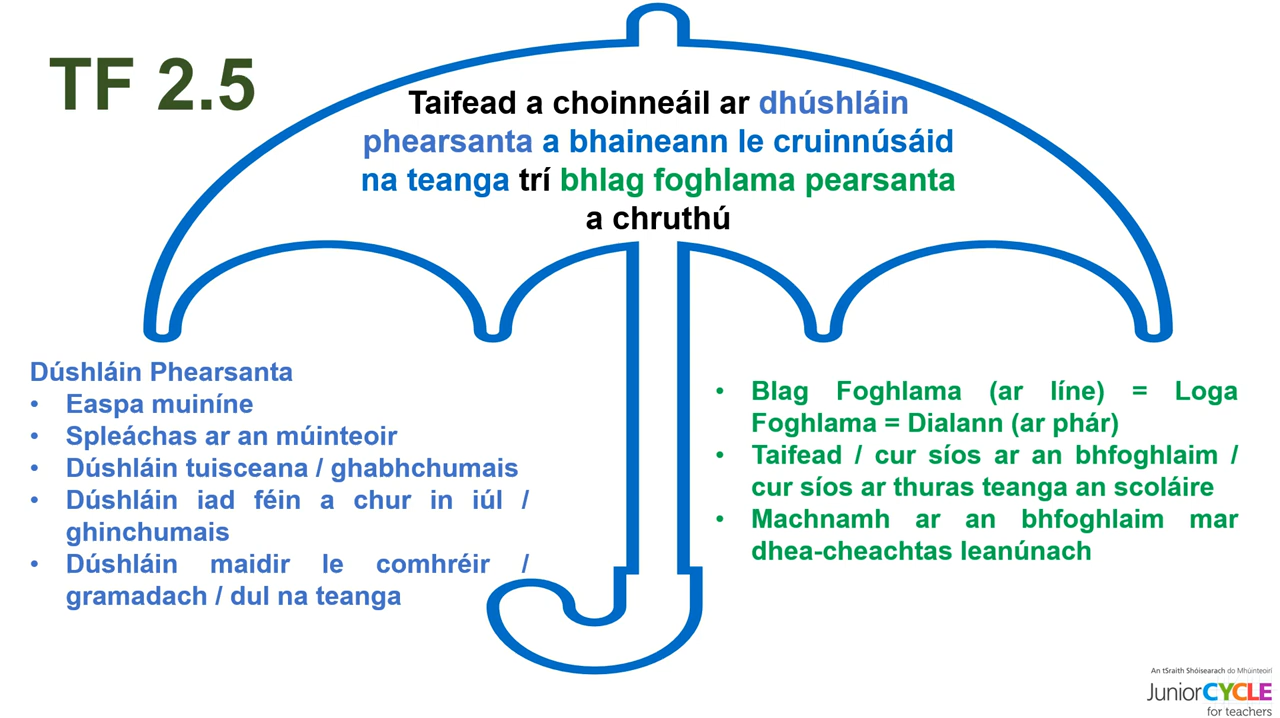 TF 2.5
Taifead a choinneáil ar dhúshláin
phearsanta a bhaineann le cruinnúsáid
na teanga trí bhlag foghlama pearsanta
a chruthú
Dúshláin Phearsanta
• Easpa muiníne
• Spleáchas ar an múinteoir
• Dúshláin tuisceana / ghabhchumais
• Dúshláin iad féin a chur in iúl /
ghinchumais
• Dúshláin maidir le comhréir /
gramadach / dul na teanga
• Blag Foghlama (ar líne) = Loga
Foghlama = Dialann (ar phár)
• Taifead / cur síos ar an bhfoghlaim /
cur síos ar thuras teanga an scoláire
• Machnamh ar an bhfoghlaim mar
dhea-cheachtas leanúnach
An tSraith Shóisearach do Mhúinteoirí
JuniorCYCLE
for teachers